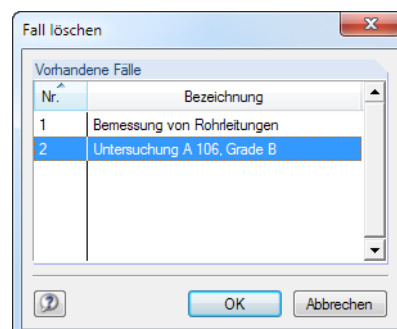 Fall löschen
Vorhandene Fälle
Nr. Bezeichnung
1 Bemessung von Rohrleitungen
2 Untersuchung A 106, Grade B
OK Abbrechen